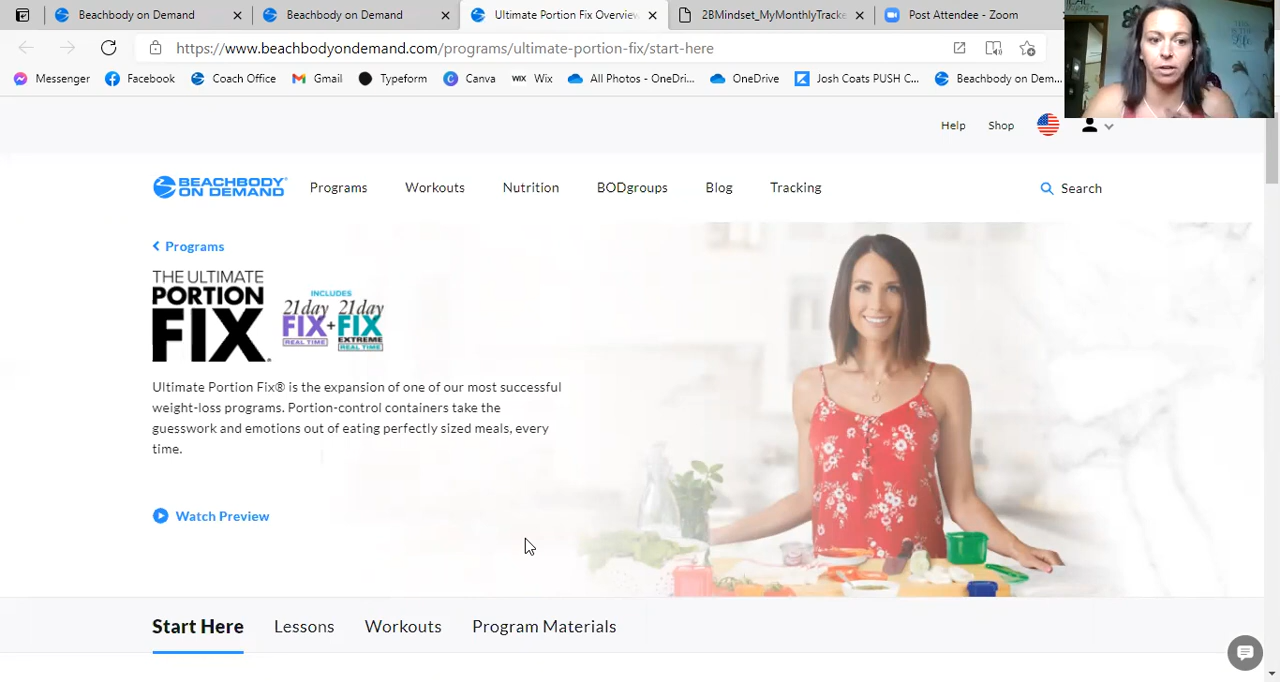 Beachbody on Demand
Beachbody on Demand
Ultimate Portion Fix Overview
2BMindset_MyMonthlyTracke
Post Attendee - Zoom
https://www.beachbodyondemand.com/programs/ultimate-portion-fix/start-here
Messenger
Facebook
Coach Office
Gmail
Typeform
Canva
WIX Wix
All Photos - OneDri...
OneDrive
Josh Coats PUSH C...
Beachbody on Dem...
Help
Shop
BEACHBODY
ON DEMAND
Programs
Workouts
Nutrition
BODgroups
Blog
Tracking
Search
Programs
THE ULTIMATE
PORTION
FIX®
INCLUDES
21day FIX REAL TIME
+
21day FIX EXTREME REAL TIME
Ultimate Portion Fix® is the expansion of one of our most successful
weight-loss programs. Portion-control containers take the
guesswork and emotions out of eating perfectly sized meals, every
time.
Watch Preview
Start Here
Lessons
Workouts
Program Materials